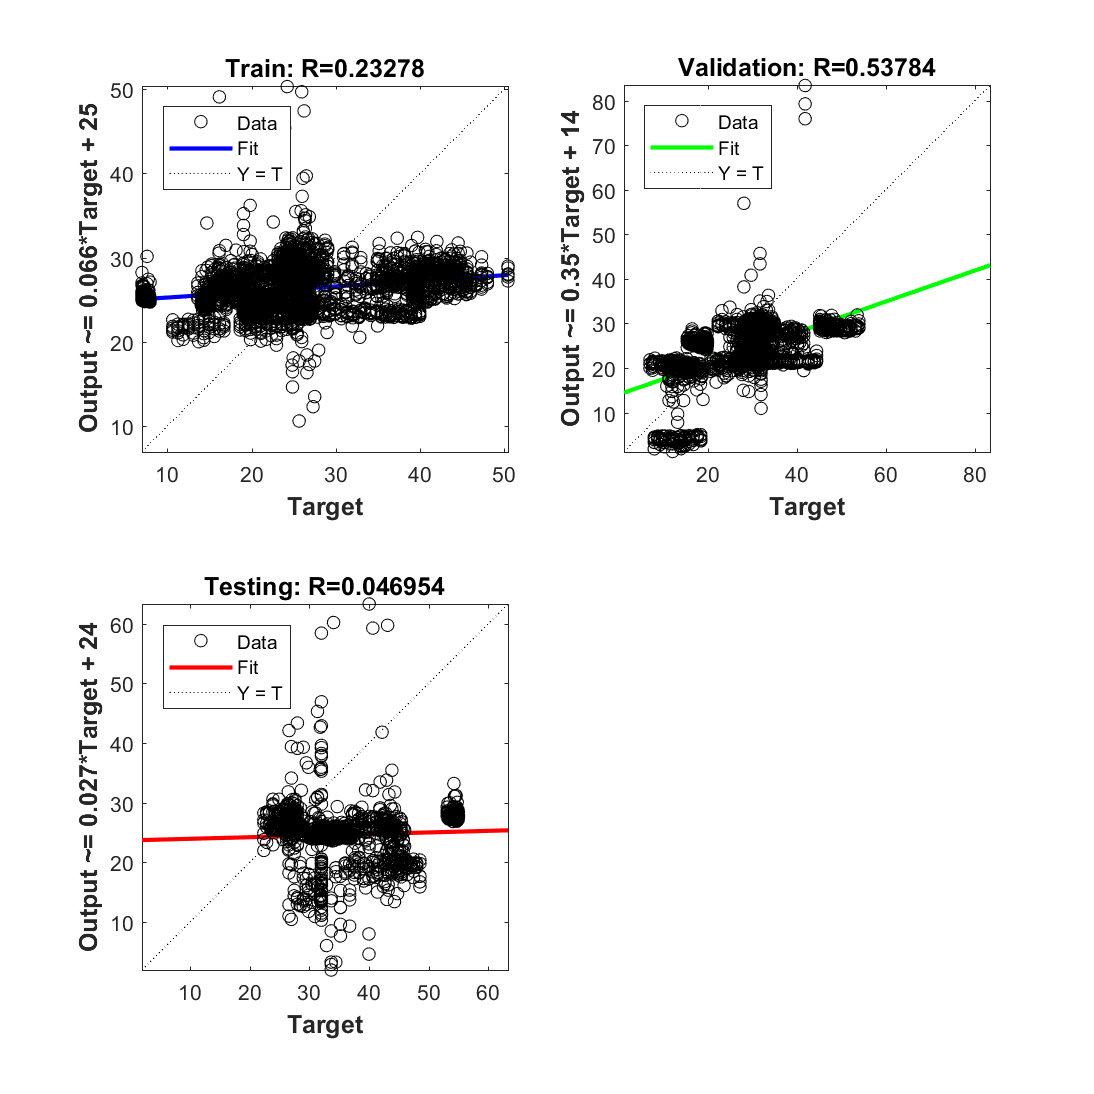 Train: R=0.23278
Output ~= 0.066*Target + 25
50
40
30
20
10
Data
Fit
Y = T
10 20 30 40 50
Target
Validation: R=0.53784
Output ~= 0.35*Target + 14
80
70
60
50
40
30
20
10
Data
Fit
Y = T
20 40 60 80
Target
Testing: R=0.046954
Output ~= 0.027*Target + 24
60
50
40
30
20
10
Data
Fit
Y = T
10 20 30 40 50 60
Target